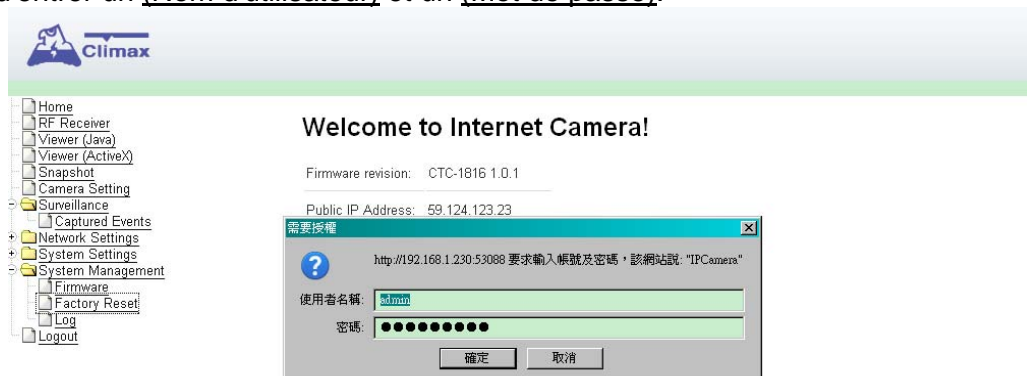 d'entrer un (Nom d'utilisateur) et un (Mot de passe).
Climax
Home
RF Receiver
Viewer (Java)
Viewer (ActiveX)
Snapshot
Camera Setting
Surveillance
Captured Events
Network Settings
System Settings
System Management
Firmware
Factory Reset
Log
Logout
Welcome to Internet Camera!
Firmware revision: CTC-1816 1.0.1
Public IP Address: 59.124.123.23
需要授權
http://192.168.1.230:53088 要求輸入帳號及密碼，該網站說: "IPCamera"
使用者名稱: admin
密碼: ●●●●●●●●●
確定 取消